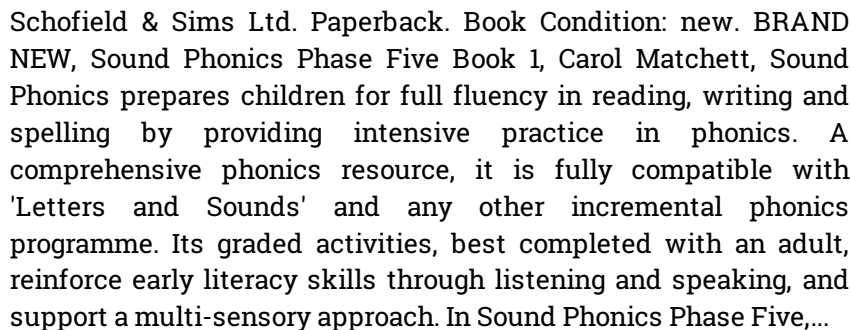 Schofield & Sims Ltd. Paperback. Book Condition: new. BRAND
NEW, Sound Phonics Phase Five Book 1, Carol Matchett, Sound
Phonics prepares children for full fluency in reading, writing and
spelling by providing intensive practice in phonics. A
comprehensive phonics resource, it is fully compatible with
'Letters and Sounds' and any other incremental phonics
programme. Its graded activities, best completed with an adult,
reinforce early literacy skills through listening and speaking, and
support a multi-sensory approach. In Sound Phonics Phase Five,...